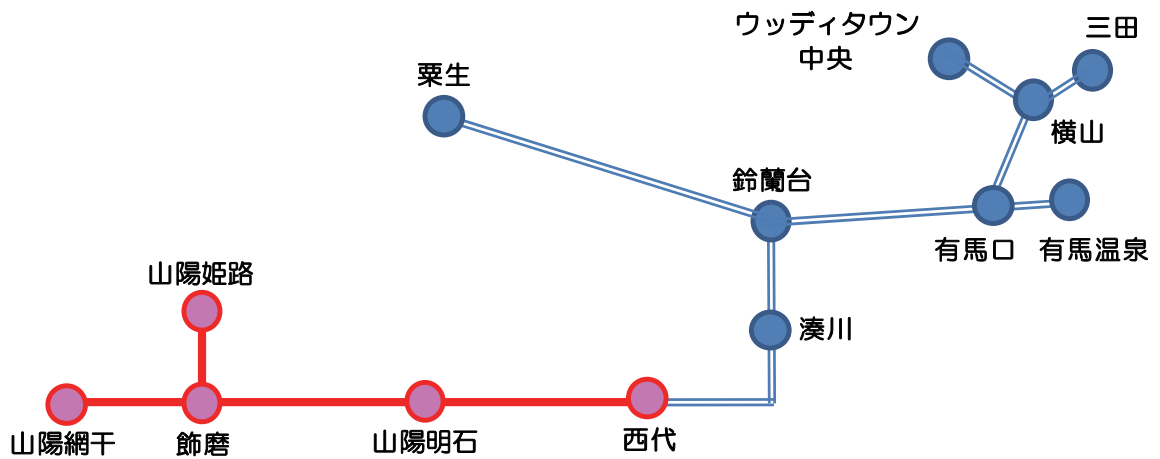 ウッディタウン
中央
三田
粟生
横山
鈴蘭台
有馬口
有馬温泉
山陽姫路
湊川
山陽網干
飾磨
山陽明石
西代